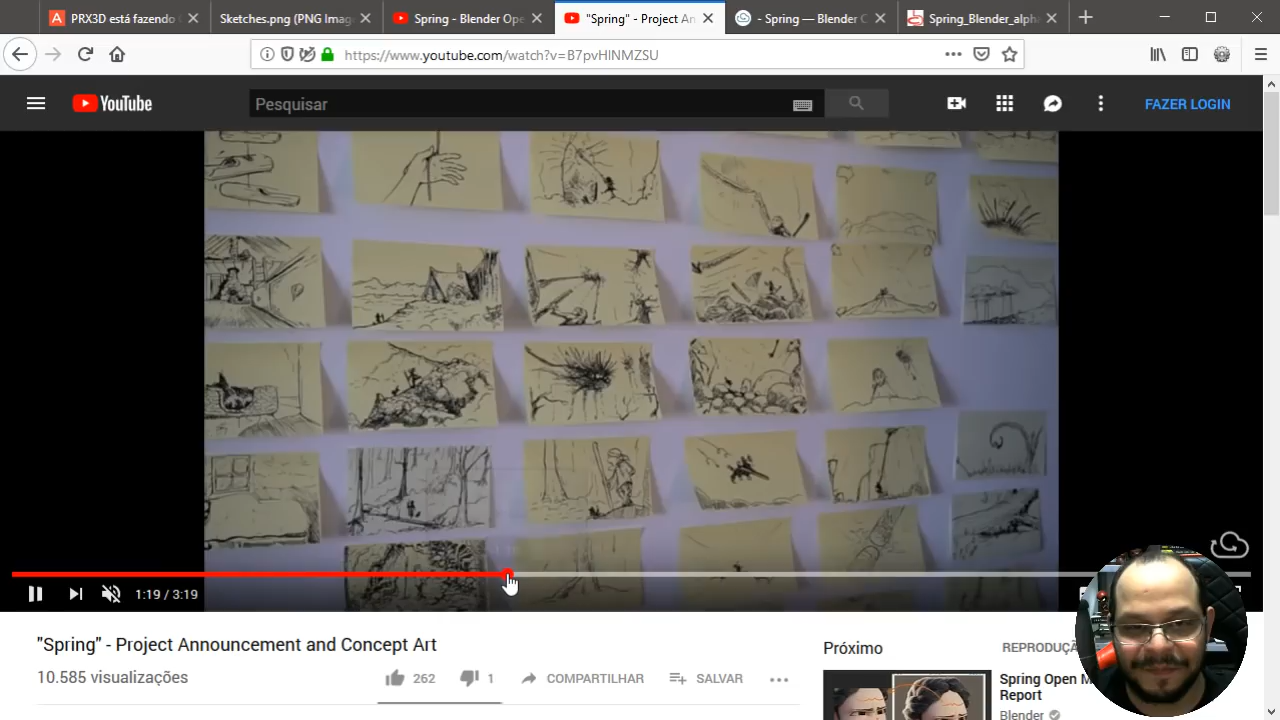 PRX3D está fazendo
Sketches.png (PNG Imag
Spring - Blender Ope
"Spring" - Project An
- Spring — Blender C
Spring_Blender_alph
https://www.youtube.com/watch?v=B7pvHlNMZSU
YouTube
Pesquisar
FAZER LOGIN
1:19 / 3:19
"Spring" - Project Announcement and Concept Art
10.585 visualizações
262
1
COMPARTILHAR
SALVAR
Próximo
REPRODUÇÃ
Spring Open M
Report
Blender